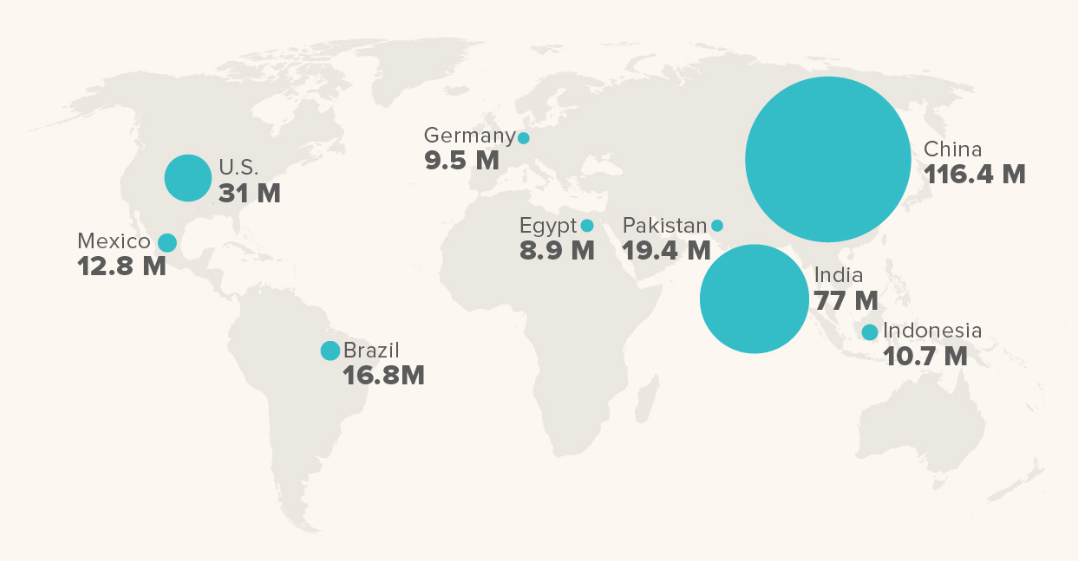 Germany
9.5 M
China
116.4 M
U.S.
31 M
Egypt
8.9 M
Pakistan
19.4 M
Mexico
12.8 M
India
77 M
Indonesia
10.7 M
Brazil
16.8M